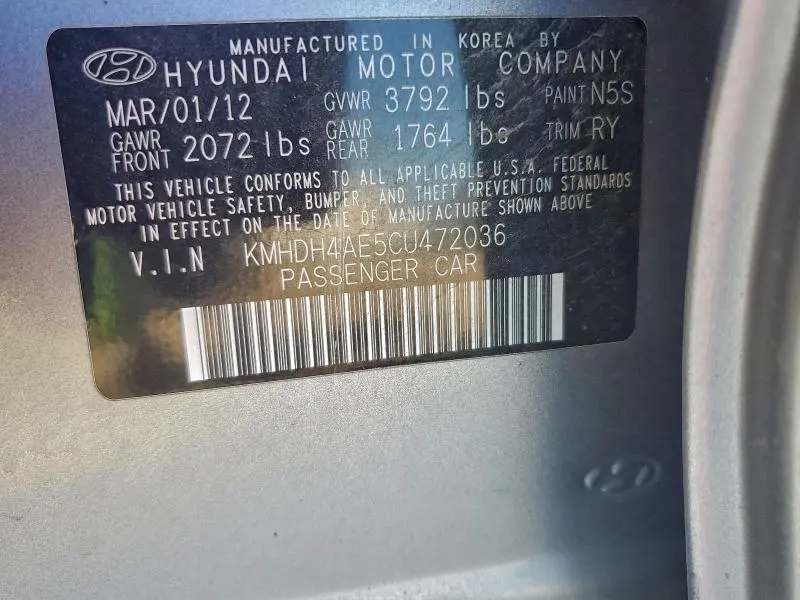 MANUFACTURED IN KOREA BY
HYUNDAI MOTOR COMPANY
MAR/01/12 GVWR 3792 lbs PAINT N5S
GAWR FRONT 2072 lbs GAWR REAR 1764 lbs TRIM RY
THIS VEHICLE CONFORMS TO ALL APPLICABLE U.S.A. FEDERAL
MOTOR VEHICLE SAFETY, BUMPER, AND THEFT PREVENTION STANDARDS
IN EFFECT ON THE DATE OF MANUFACTURE SHOWN ABOVE
V.I.N KMHDH4AE5CU472036
PASSENGER CAR